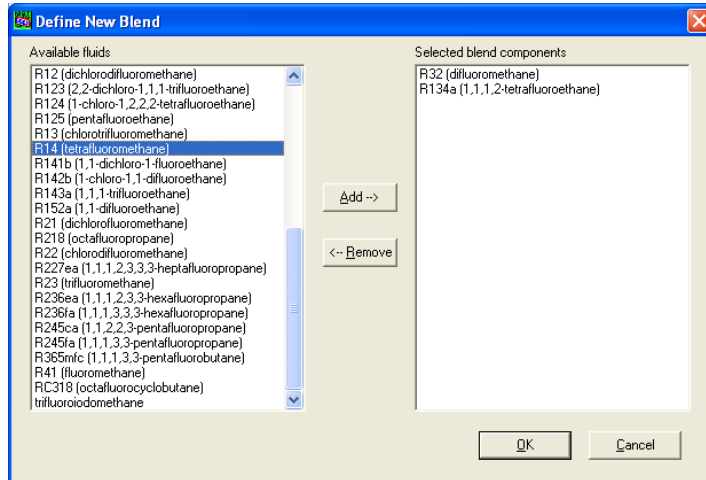 Define New Blend
Available fluids
R12 (dichlorodifluoromethane)
R123 (2,2-dichloro-1,1,1-trifluoroethane)
R124 (1-chloro-1,2,2,2-tetrafluoroethane)
R125 (pentafluoroethane)
R13 (chlorotrifluoromethane)
R14 (tetrafluoromethane)
R141b (1,1-dichloro-1-fluoroethane)
R142b (1-chloro-1,1-difluoroethane)
R143a (1,1,1-trifluoroethane)
R152a (1,1-difluoroethane)
R21 (dichlorofluoromethane)
R218 (octafluoropropane)
R22 (chlorodifluoromethane)
R227ea (1,1,1,2,3,3,3-heptafluoropropane)
R23 (trifluoromethane)
R236ea (1,1,1,2,3,3-hexafluoropropane)
R236fa (1,1,1,3,3,3-hexafluoropropane)
R245ca (1,1,2,2,3-pentafluoropropane)
R245fa (1,1,1,3,3-pentafluoropropane)
R365mfc (1,1,1,3,3-pentafluorobutane)
R41 (fluoromethane)
RC318 (octafluorocyclobutane)
trifluoroiodomethane
Add -->
<-- Remove
Selected blend components
R32 (difluoromethane)
R134a (1,1,1,2-tetrafluoroethane)
OK
Cancel